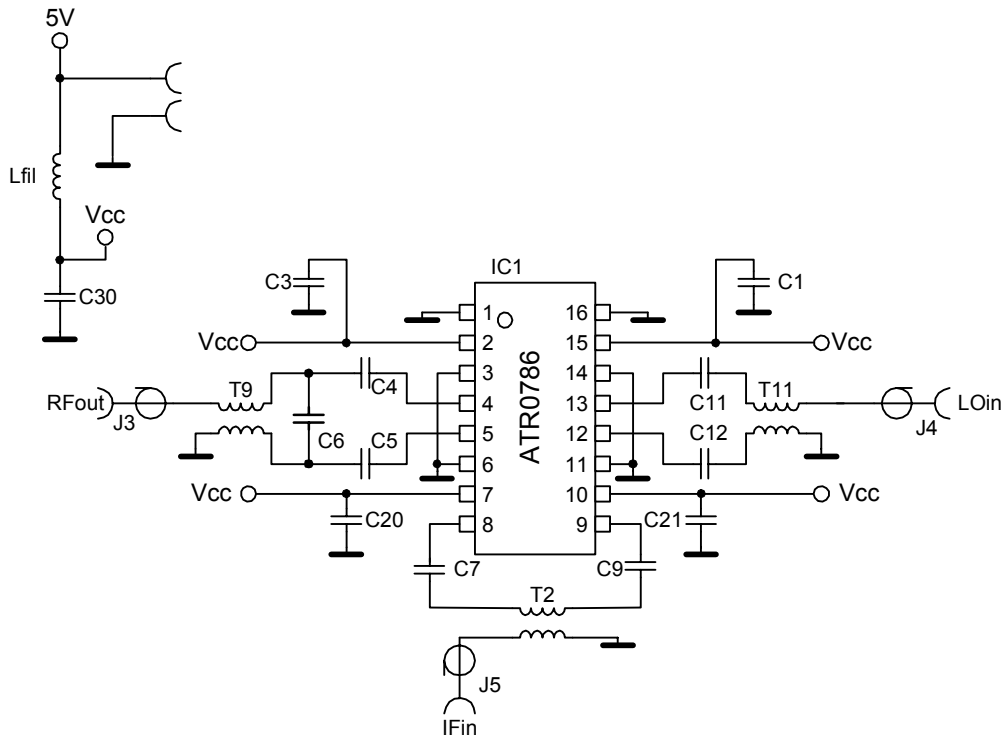 5V
Lfil
Vcc
C30
C3
IC1
C1
1
16
Vcc
2
15
Vcc
3
14
T9
C4
T11
RFout
4
13
C11
LOin
J3
J4
C6
C5
5
12
C12
ATR0786
6
11
Vcc
7
10
Vcc
C20
8
9
C21
C7
C9
T2
J5
IFin